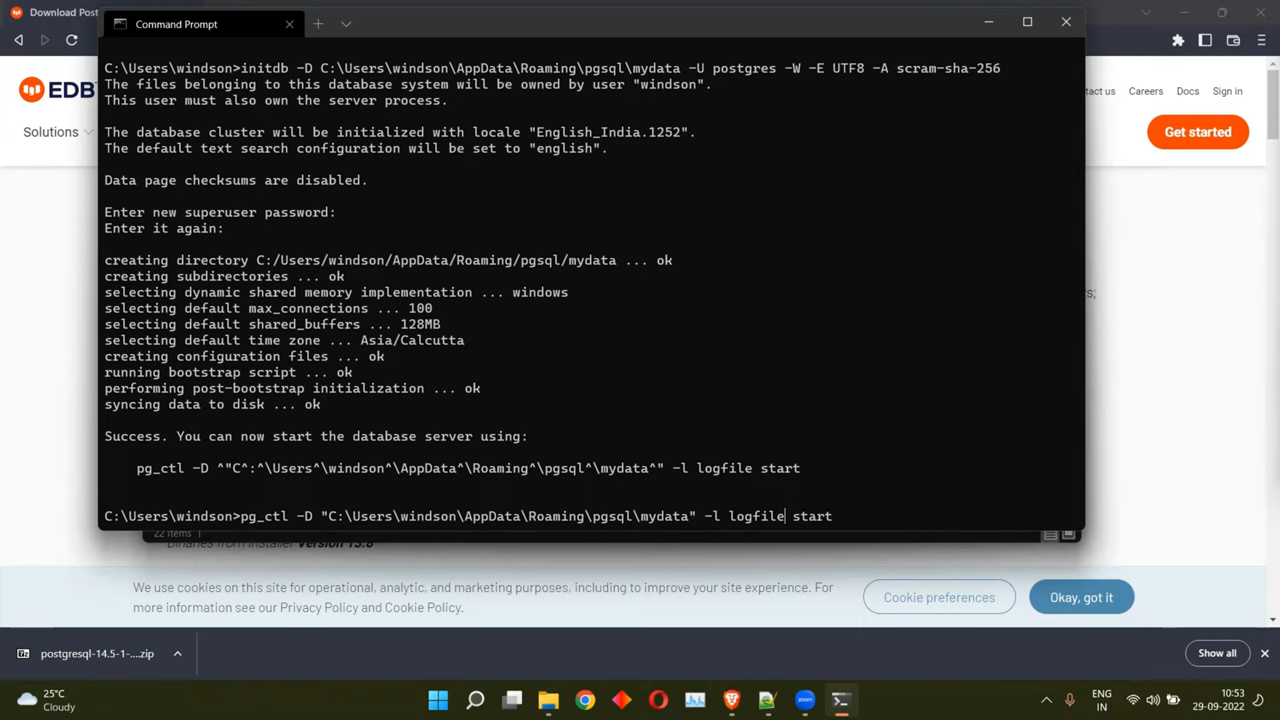 Download Post
Command Prompt
C:\Users\windson>initdb -D C:\Users\windson\AppData\Roaming\pgsql\mydata -U postgres -W -E UTF8 -A scram-sha-256
The files belonging to this database system will be owned by user "windson".
This user must also own the server process.
The database cluster will be initialized with locale "English_India.1252".
The default text search configuration will be set to "english".
Data page checksums are disabled.
Enter new superuser password:
Enter it again:
creating directory C:/Users/windson/AppData/Roaming/pgsql/mydata ... ok
creating subdirectories ... ok
selecting dynamic shared memory implementation ... windows
selecting default max_connections ... 100
selecting default shared_buffers ... 128MB
selecting default time zone ... Asia/Calcutta
creating configuration files ... ok
running bootstrap script ... ok
performing post-bootstrap initialization ... ok
syncing data to disk ... ok
Success. You can now start the database server using:
pg_ctl -D ^"C^:^\Users^\windson^\AppData^\Roaming^\pgsql^\mydata^" -l logfile start
C:\Users\windson>pg_ctl -D "C:\Users\windson\AppData\Roaming\pgsql\mydata" -l logfile start
EDB
Solutions
Careers
Docs
Sign in
Get started
22 items
Binaries from installer
We use cookies on this site for operational, analytic, and marketing purposes, including to improve your site experience. For
more information see our Privacy Policy and Cookie Policy.
Cookie preferences
Okay, got it
postgresql-14.5-1-....zip
Show all
25°C
Cloudy
ENG
IN
10:53
29-09-2022